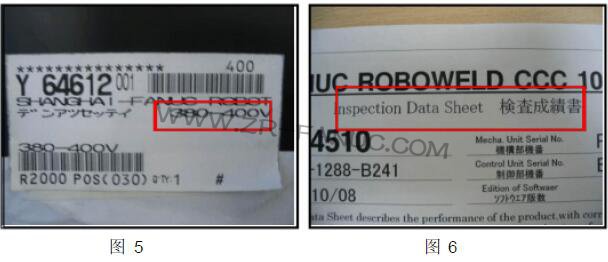 ****************
400
Y 64612 001
SHANGHAI-FANUC ROBOT
デンアツセッテイ 380-400V
380-400V
R2000 POS(030) Q'TY:1 #
NUC ROBOWELD CCC 10
Inspection Data Sheet 検査成績書
4510
Mecha. Unit Serial No.
機構部機番
-1288-B241
Control Unit Serial No.
制御部機番
10/08
Edition of Softwaer
ソフトウエア版数
ata Sheet describes the performance of the product, with corr
图 5
图 6